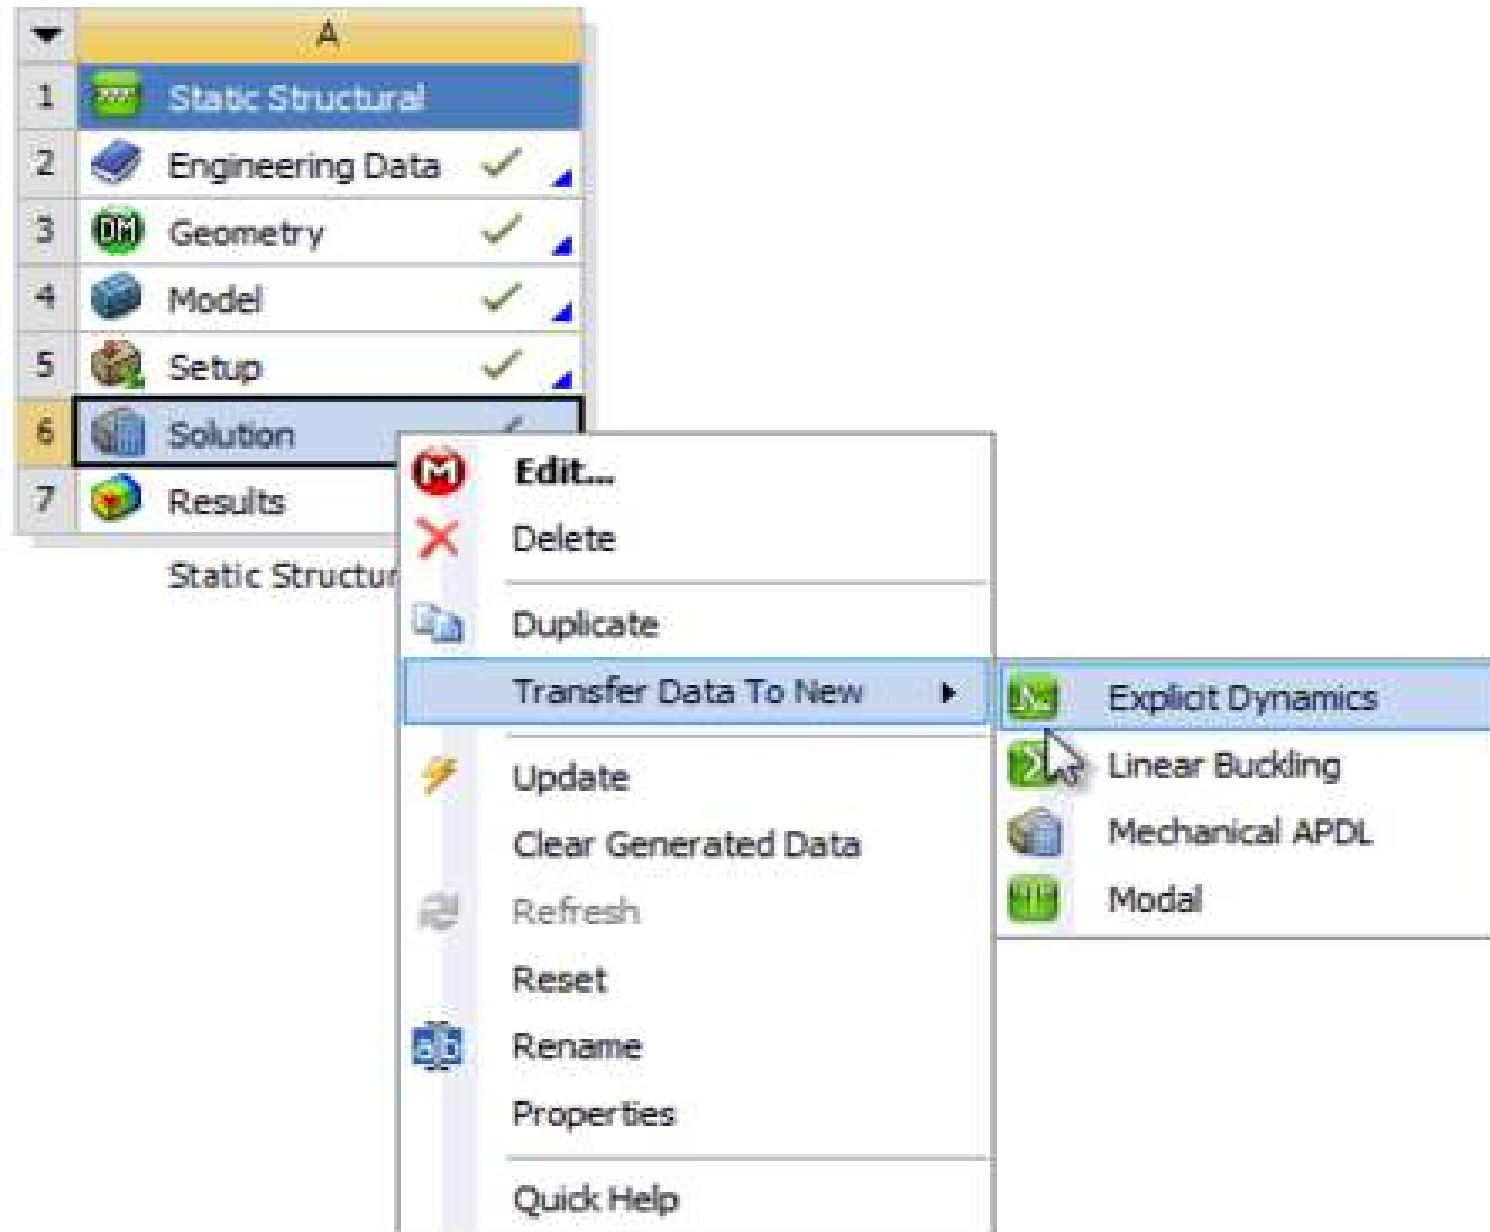 A
1 Static Structural
2 Engineering Data
3 DM Geometry
4 Model
5 Setup
6 Solution
7 Results
Static Structur
M Edit...
Delete
Duplicate
Transfer Data To New
Explicit Dynamics
Linear Buckling
Mechanical APDL
Modal
Update
Clear Generated Data
Refresh
Reset
ab Rename
Properties
Quick Help